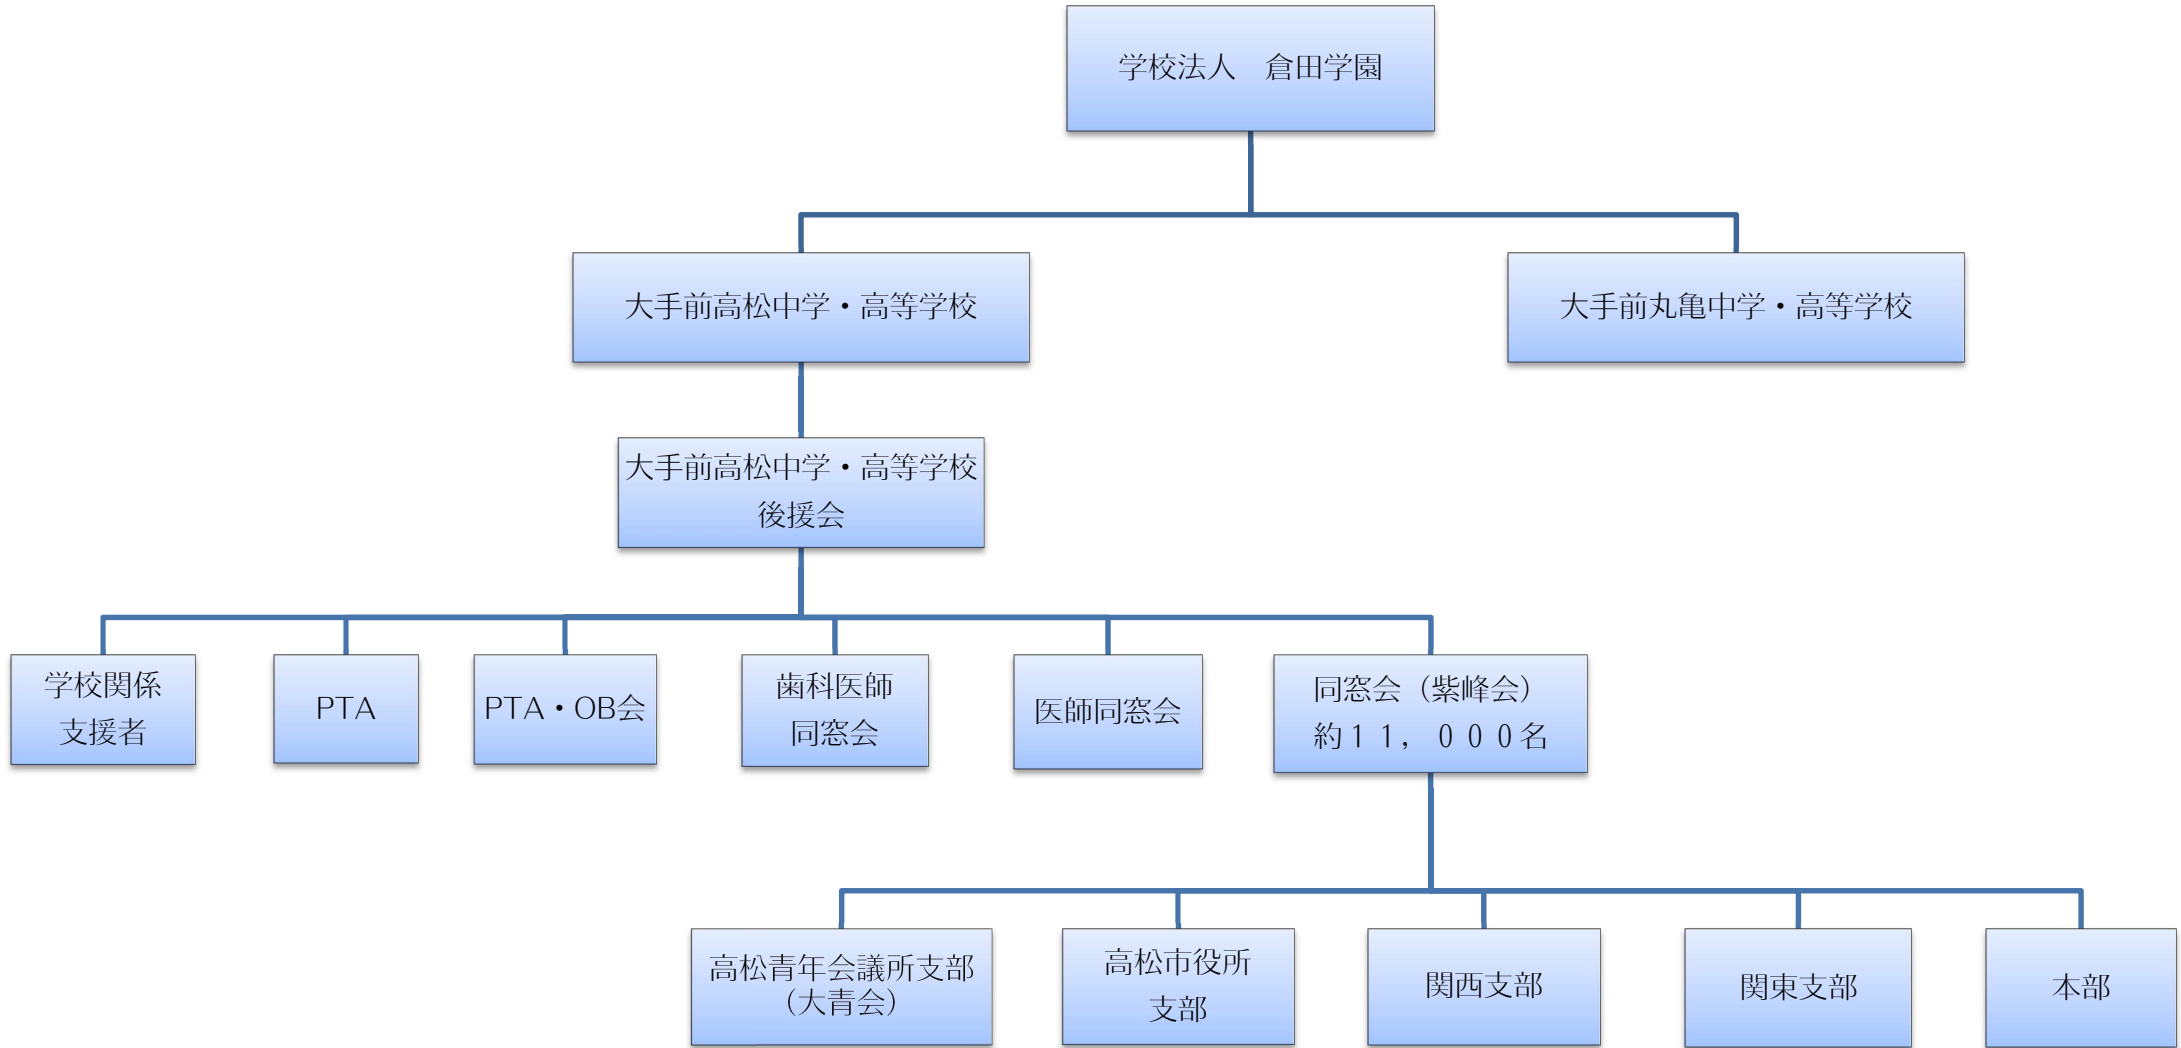 学校法人　倉田学園
大手前高松中学・高等学校
大手前丸亀中学・高等学校
大手前高松中学・高等学校
後援会
学校関係
支援者
PTA
PTA・OB会
歯科医師
同窓会
医師同窓会
同窓会（紫峰会）
約１１，０００名
高松青年会議所支部
（大青会）
高松市役所
支部
関西支部
関東支部
本部